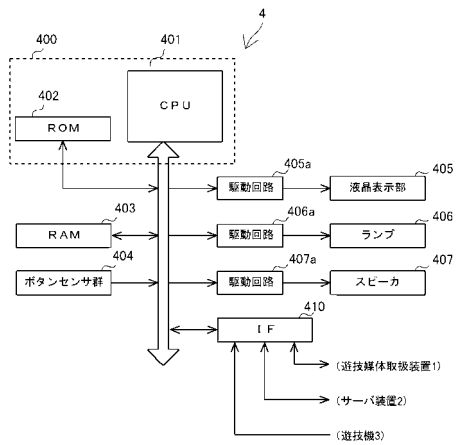 4
400
401
CPU
402
ROM
405a
405
駆動回路
液晶表示部
403
406a
406
RAM
駆動回路
ランプ
404
407a
407
ボタンセンサ群
駆動回路
スピーカ
410
IF
(遊技媒体取扱装置1)
(サーバ装置2)
(遊技機3)